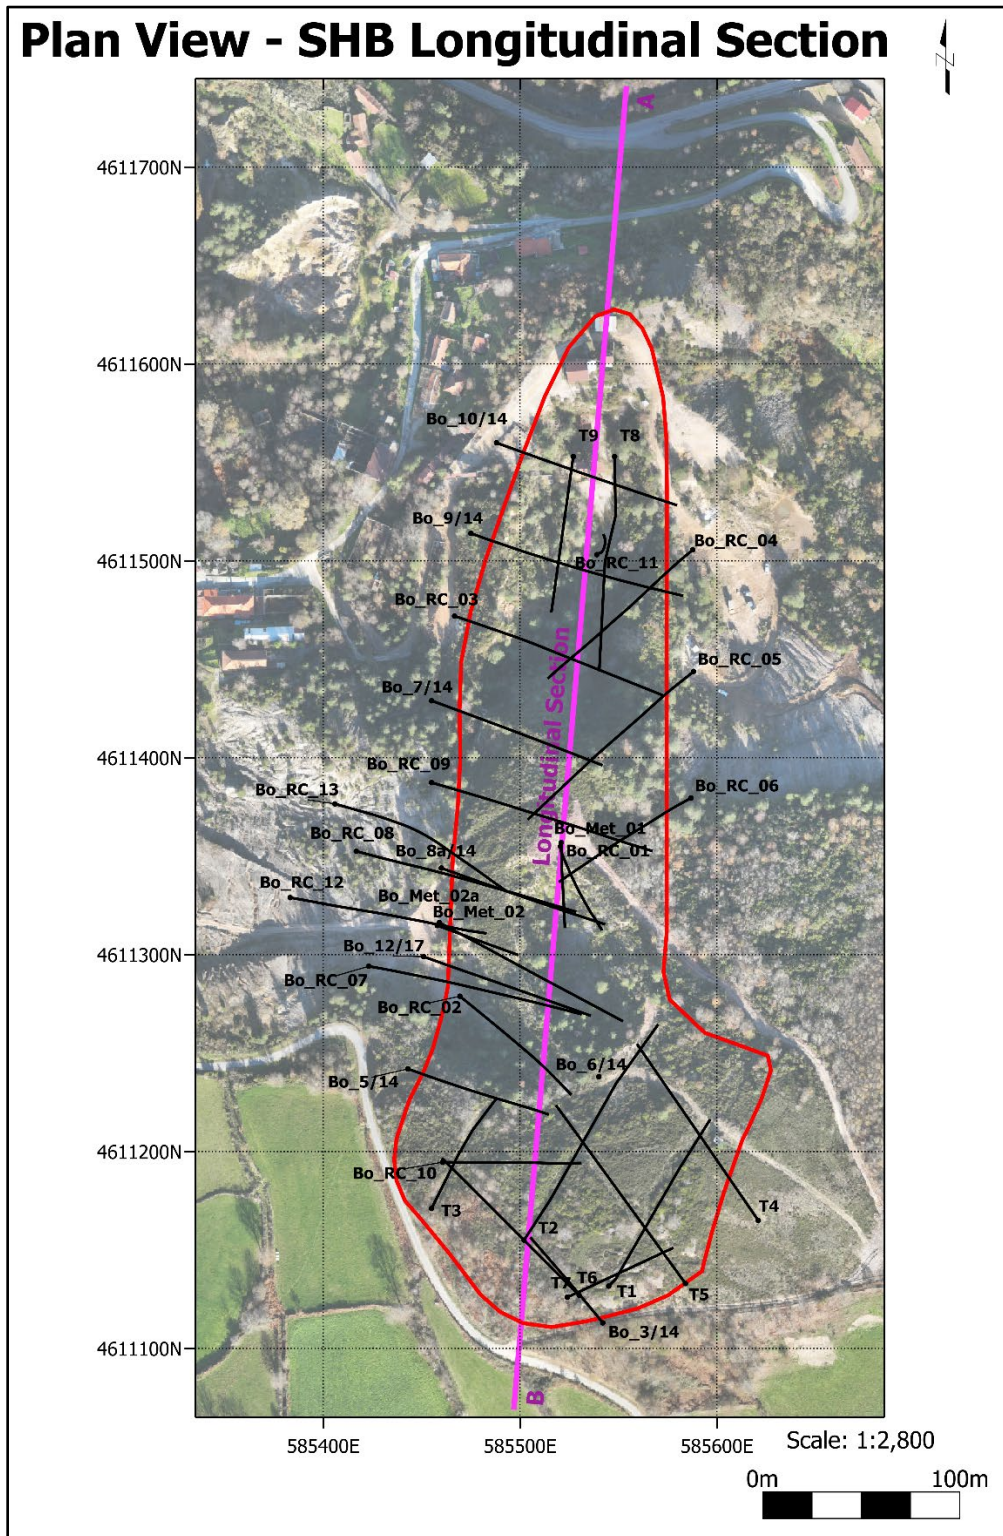 Plan View - SHB Longitudinal Section
N
A
4611700N
4611600N
Bo_10/14
T9
T8
Bo_9/14
Bo_RC_04
4611500N
Bo_RC_11
Bo_RC_03
Bo_RC_05
Bo_7/14
Longitudinal Section
4611400N
Bo_RC_09
Bo_RC_06
Bo_RC_13
Bo_Met_01
Bo_RC_08
Bo_8a/14
Bo_RC_01
Bo_RC_12
Bo_Met_02a
Bo_Met_02
Bo_12/17
4611300N
Bo_RC_07
Bo_RC_02
Bo_6/14
Bo_5/14
4611200N
Bo_RC_10
T3
T2
T4
T7
T6
T1
T5
Bo_3/14
4611100N
B
585400E
585500E
585600E
Scale: 1:2,800
0m
100m